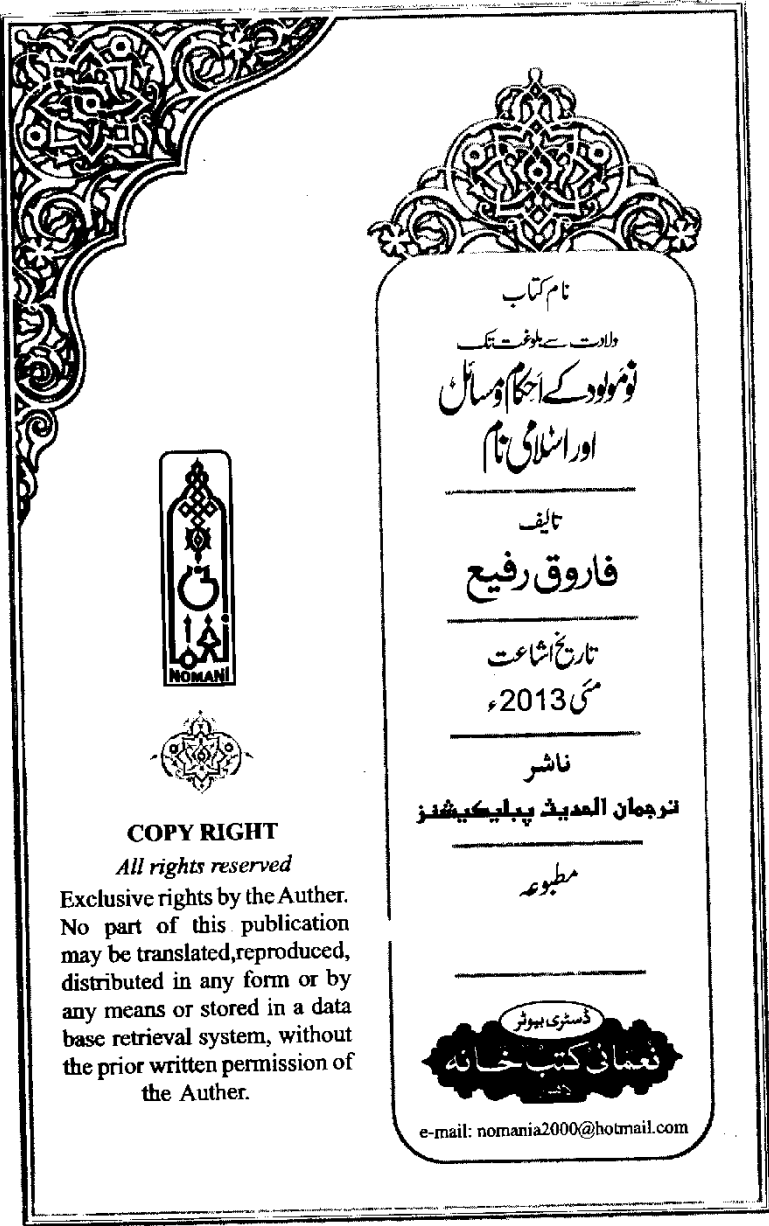 نام کتاب
ولادت سے بلوغت تک
نومولود کے احکام و مسائل
اور اسلامی نام
تالیف
فاروق رفیع
تاریخ اشاعت
مئی 2013ء
ناشر
ترجمان الحدیث پبلیکیشنز
مطبوعہ
ڈسٹری بیوٹر
نعمانی کتب خانہ
e-mail: nomania2000@hotmail.com
نعمانی
NOMANI
COPY RIGHT
All rights reserved
Exclusive rights by the Auther.
No part of this publication
may be translated,reproduced,
distributed in any form or by
any means or stored in a data
base retrieval system, without
the prior written permission of
the Auther.